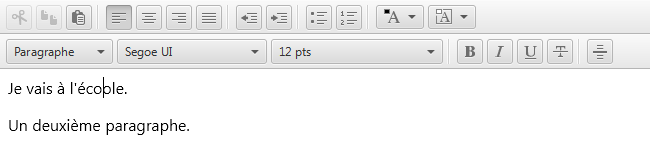 Paragraphe Segoe UI 12 pts B I U T
Je vais à l'école.
Un deuxième paragraphe.